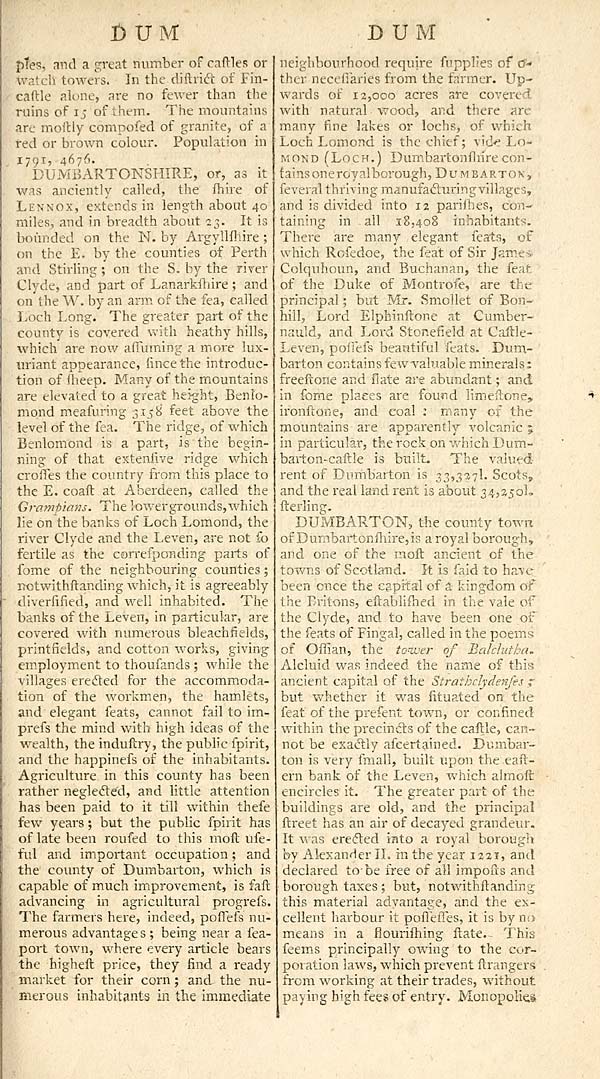 DUM
ples, and a great number of caſtles or
watch towers. In the diſtrict of Fin-
caſtle alone, are no fewer than the
ruins of 15 of them. The mountains
are moſtly compoſed of granite, of a
red or brown colour. Population in
1791, 4676.
DUMBARTONSHIRE, or, as it
was anciently called, the ſhire of
LENNOX, extends in length about 40
miles, and in breadth about 23. It is
bounded on the N. by Argyllſhire;
on the E. by the counties of Perth
and Stirling; on the S. by the river
Clyde, and part of Lanarkſhire; and
on the W. by an arm of the ſea, called
Loch Long. The greater part of the
county is covered with heathy hills,
which are now aſſuming a more lux-
uriant appearance, ſince the introduc-
tion of ſheep. Many of the mountains
are elevated to a great height, Benlo-
mond meaſuring 3158 feet above the
level of the ſea. The ridge, of which
Benlomond is a part, is the begin-
ning of that extenſive ridge which
croſſes the country from this place to
the E. coaſt at Aberdeen, called the
Grampians. The lower grounds, which
lie on the banks of Loch Lomond, the
river Clyde and the Leven, are not ſo
fertile as the correſponding parts of
ſome of the neighbouring counties;
notwithſtanding which, it is agreeably
diverſified, and well inhabited. The
banks of the Leven, in particular, are
covered with numerous bleachfields,
printfields, and cotton works, giving
employment to thouſands; while the
villages erected for the accommoda-
tion of the workmen, the hamlets,
and elegant ſeats, cannot fail to im-
preſs the mind with high ideas of the
wealth, the induſtry, the public ſpirit,
and the happineſs of the inhabitants.
Agriculture in this county has been
rather neglected, and little attention
has been paid to it till within theſe
few years; but the public ſpirit has
of late been rouſed to this moſt uſe-
ful and important occupation; and
the county of Dumbarton, which is
capable of much improvement, is faſt
advancing in agricultural progreſs.
The farmers here, indeed, poſſeſs nu-
merous advantages; being near a ſea-
port town, where every article bears
the higheſt price, they find a ready
market for their corn; and the nu-
merous inhabitants in the immediate
DUM
neighbourhood require ſupplies of o-
ther neceſſaries from the farmer. Up-
wards of 12,000 acres are covered
with natural wood, and there are
many fine lakes or lochs, of which
Loch Lomond is the chief; vide LO-
MOND (LOCH.) Dumbartonſhire con-
tains one royal borough, DUMBARTON,
ſeveral thriving manufacturing villages,
and is divided into 12 pariſhes, con-
taining in all 18,408 inhabitants.
There are many elegant ſeats, of
which Roſedoe, the ſeat of Sir James
Colquhoun, and Buchanan, the ſeat
of the Duke of Montroſe, are the
principal; but Mr. Smollet of Bon-
hill, Lord Elphinſtone at Cumber-
nauld, and Lord Stonefield at Caſtle-
Leven, poſſeſs beautiful ſeats. Dum-
barton contains few valuable minerals:
freeſtone and ſlate are abundant; and
in ſome places are found limeſtone,
ironſtone, and coal: many of the
mountains are apparently volcanic;
in particular, the rock on which Dum-
barton-caſtle is built. The valued
rent of Dumbarton is 33,327l. Scots,
and the real land rent is about 34,250l.
ſterling.
DUMBARTON, the county town
of Dumbartonſhire, is a royal borough,
and one of the moſt ancient of the
towns of Scotland. It is ſaid to have
been once the capital of a kingdom of
the Britons, eſtabliſhed in the vale of
the Clyde, and to have been one of
the ſeats of Fingal, called in the poems
of Oſſian, the tower of Balclutha.
Alcluid was indeed the name of this
ancient capital of the Strathclydenſes;
but whether it was ſituated on the
ſeat of the preſent town, or confined
within the precincts of the caſtle, can-
not be exactly aſcertained. Dumbar-
ton is very ſmall, built upon the eaſt-
ern bank of the Leven, which almoſt
encircles it. The greater part of the
buildings are old, and the principal
ſtreet has an air of decayed grandeur.
It was erected into a royal borough
by Alexander II. in the year 1221, and
declared to be free of all impoſts and
borough taxes; but, notwithſtanding
this material advantage, and the ex-
cellent harbour it poſſeſſes, it is by no
means in a flouriſhing ſtate. This
ſeems principally owing to the cor-
poration laws, which prevent ſtrangers
from working at their trades, without
paying high fees of entry. Monopolies